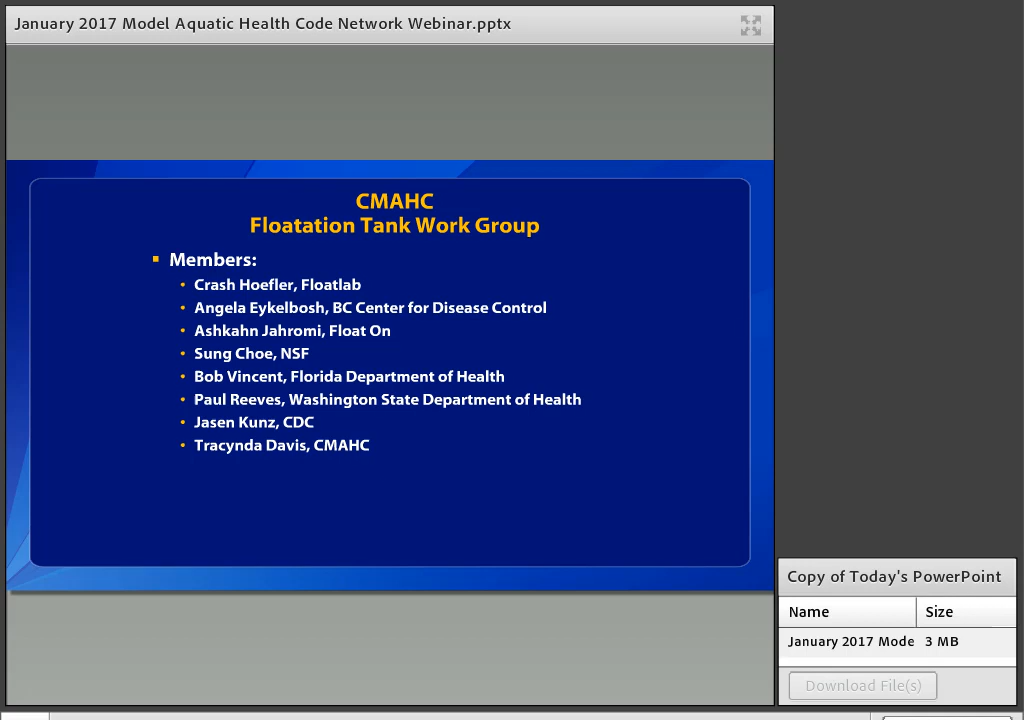 January 2017 Model Aquatic Health Code Network Webinar.pptx
CMAHC
Floatation Tank Work Group
Members:
Crash Hoefler, Floatlab
Angela Eykelbosh, BC Center for Disease Control
Ashkahn Jahromi, Float On
Sung Choe, NSF
Bob Vincent, Florida Department of Health
Paul Reeves, Washington State Department of Health
Jasen Kunz, CDC
Tracynda Davis, CMAHC
Copy of Today's PowerPoint
Name Size
January 2017 Mode 3 MB
Download File(s)